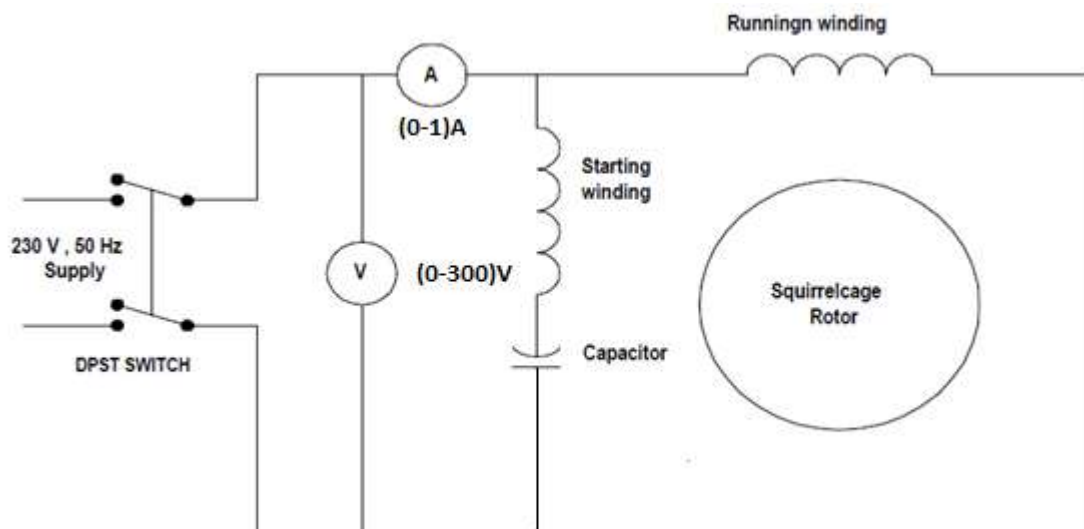 Runningn winding
A
(0-1)A
Starting
winding
230 V , 50 Hz
Supply
V
(0-300)V
Squirrelcage
Rotor
Capacitor
DPST SWITCH